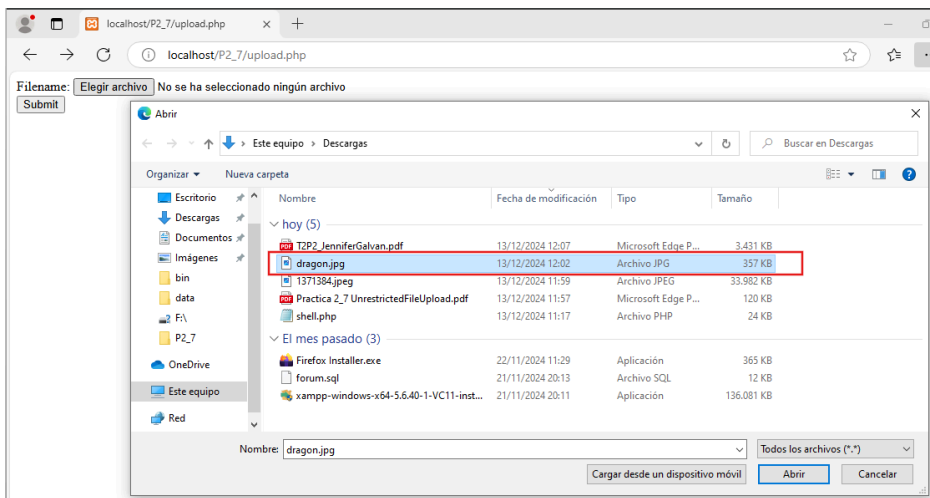 localhost/P2_7/upload.php
localhost/P2_7/upload.php
Filename: Elegir archivo No se ha seleccionado ningún archivo
Submit
Abrir
Este equipo > Descargas
Buscar en Descargas
Organizar Nueva carpeta
Escritorio
Descargas
Documentos
Imágenes
bin
data
F:\
P2_7
OneDrive
Este equipo
Red
Nombre Fecha de modificación Tipo Tamaño
hoy (5)
T2P2_JenniferGalvan.pdf 13/12/2024 12:07 Microsoft Edge P... 3.431 KB
dragon.jpg 13/12/2024 12:02 Archivo JPG 357 KB
1371384.jpeg 13/12/2024 11:59 Archivo JPEG 33.982 KB
Practica 2_7 UnrestrictedFileUpload.pdf 13/12/2024 11:57 Microsoft Edge P... 120 KB
shell.php 13/12/2024 11:17 Archivo PHP 24 KB
El mes pasado (3)
Firefox Installer.exe 22/11/2024 11:29 Aplicación 365 KB
forum.sql 21/11/2024 20:13 Archivo SQL 12 KB
xampp-windows-x64-5.6.40-1-VC11-inst... 21/11/2024 20:11 Aplicación 136.081 KB
Nombre: dragon.jpg Todos los archivos (*.*)
Cargar desde un dispositivo móvil Abrir Cancelar